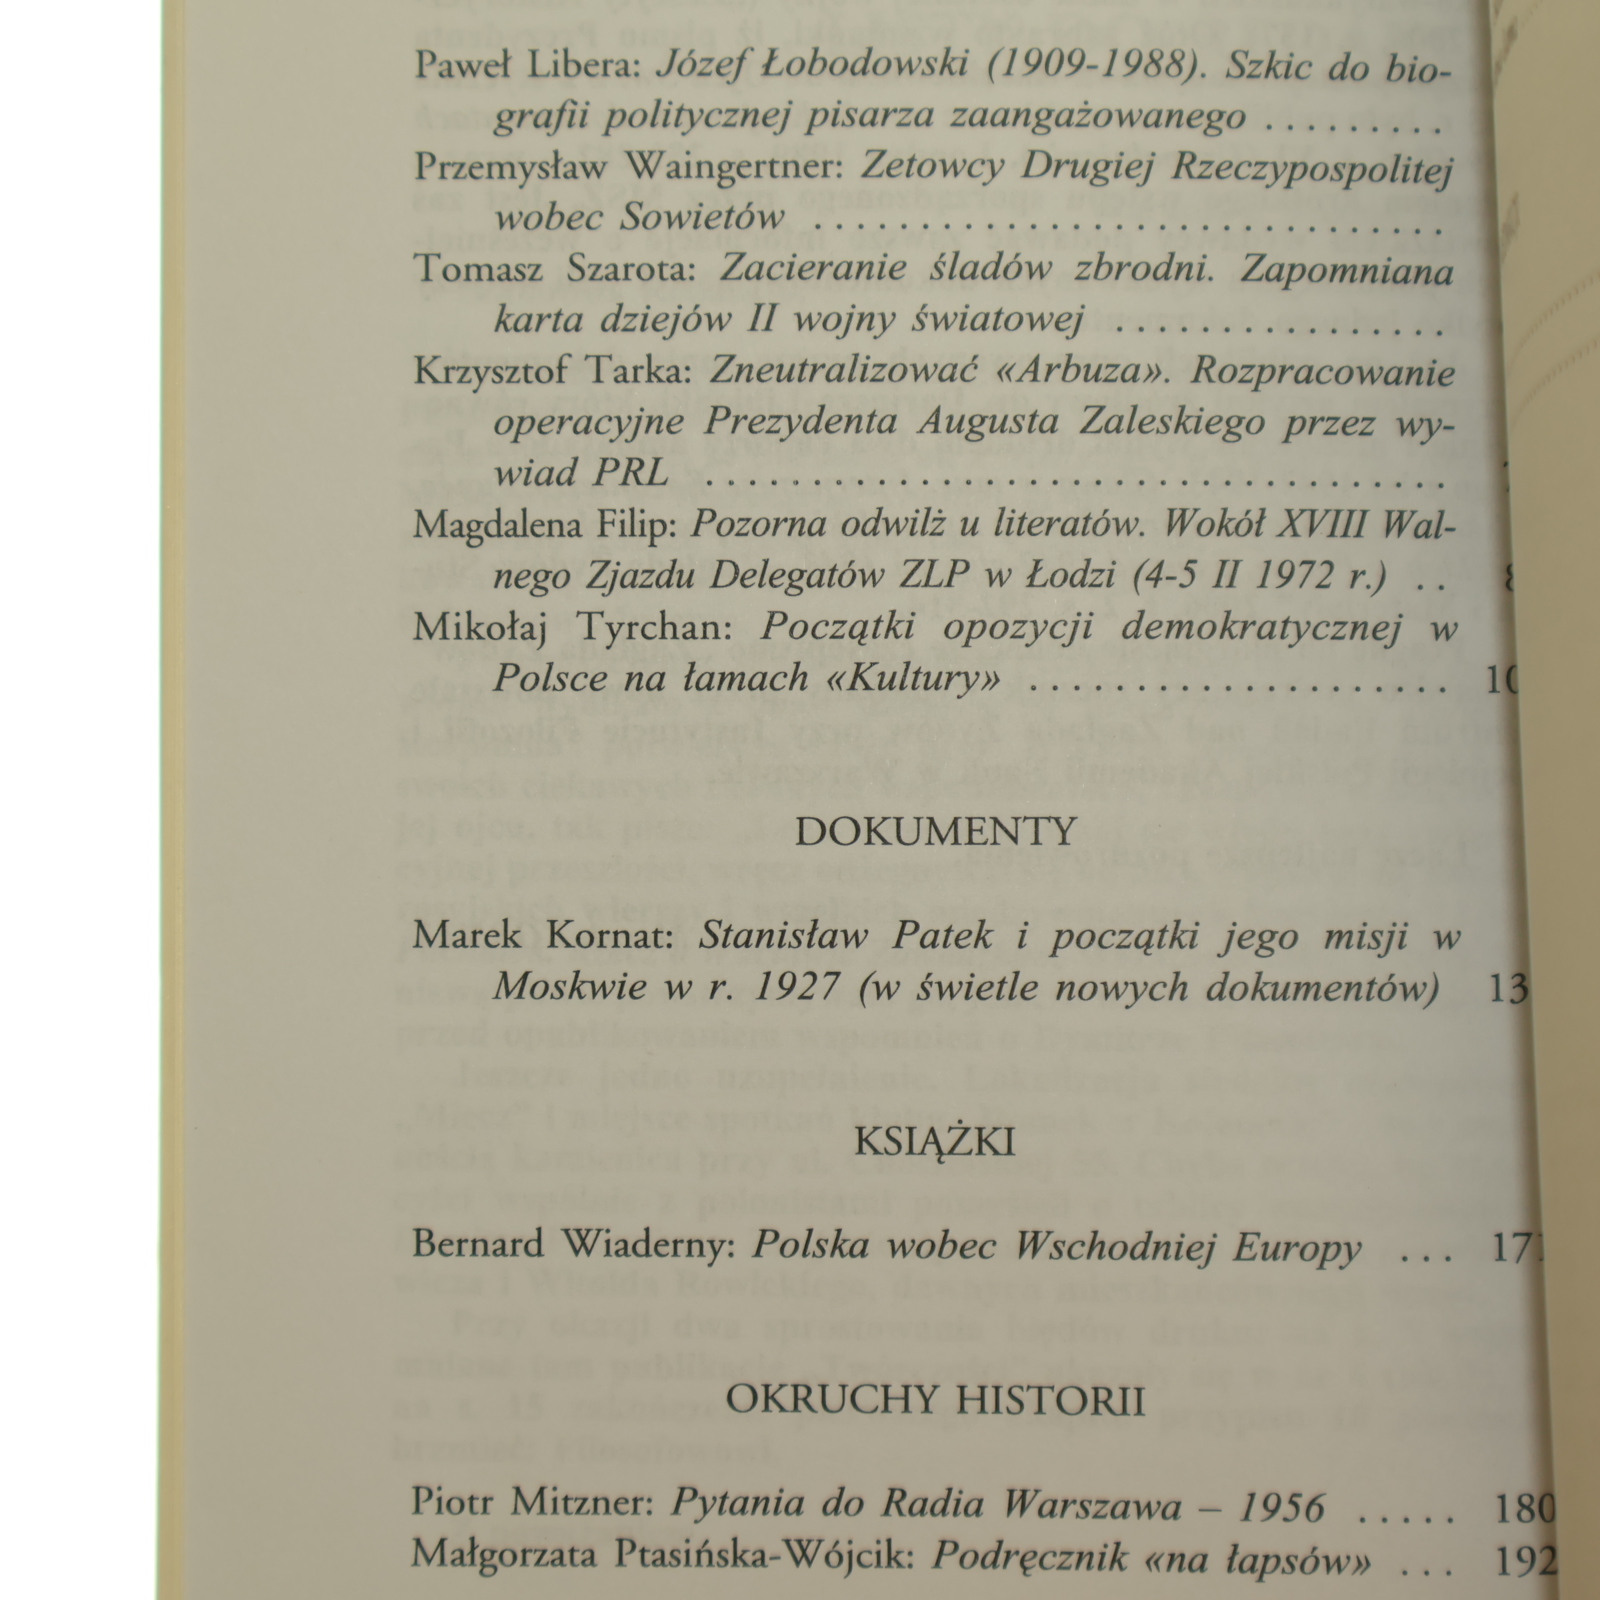 Paweł Libera: Józef Łobodowski (1909-1988). Szkic do bio-
grafii politycznej pisarza zaangażowanego .........
Przemysław Waingertner: Zetowcy Drugiej Rzeczypospolitej
wobec Sowietów ..............................
Tomasz Szarota: Zacieranie śladów zbrodni. Zapomniana
karta dziejów II wojny światowej ................
Krzysztof Tarka: Zneutralizować «Arbuza». Rozpracowanie
operacyjne Prezydenta Augusta Zaleskiego przez wy-
wiad PRL ...................................
Magdalena Filip: Pozorna odwilż u literatów. Wokół XVIII Wal-
nego Zjazdu Delegatów ZLP w Łodzi (4-5 II 1972 r.) ..
Mikołaj Tyrchan: Początki opozycji demokratycznej w
Polsce na łamach «Kultury» ....................
DOKUMENTY
Marek Kornat: Stanisław Patek i początki jego misji w
Moskwie w r. 1927 (w świetle nowych dokumentów) 13
KSIĄŻKI
Bernard Wiaderny: Polska wobec Wschodniej Europy ... 171
OKRUCHY HISTORII
Piotr Mitzner: Pytania do Radia Warszawa – 1956 ..... 180
Małgorzata Ptasińska-Wójcik: Podręcznik «na łapsów» ... 192